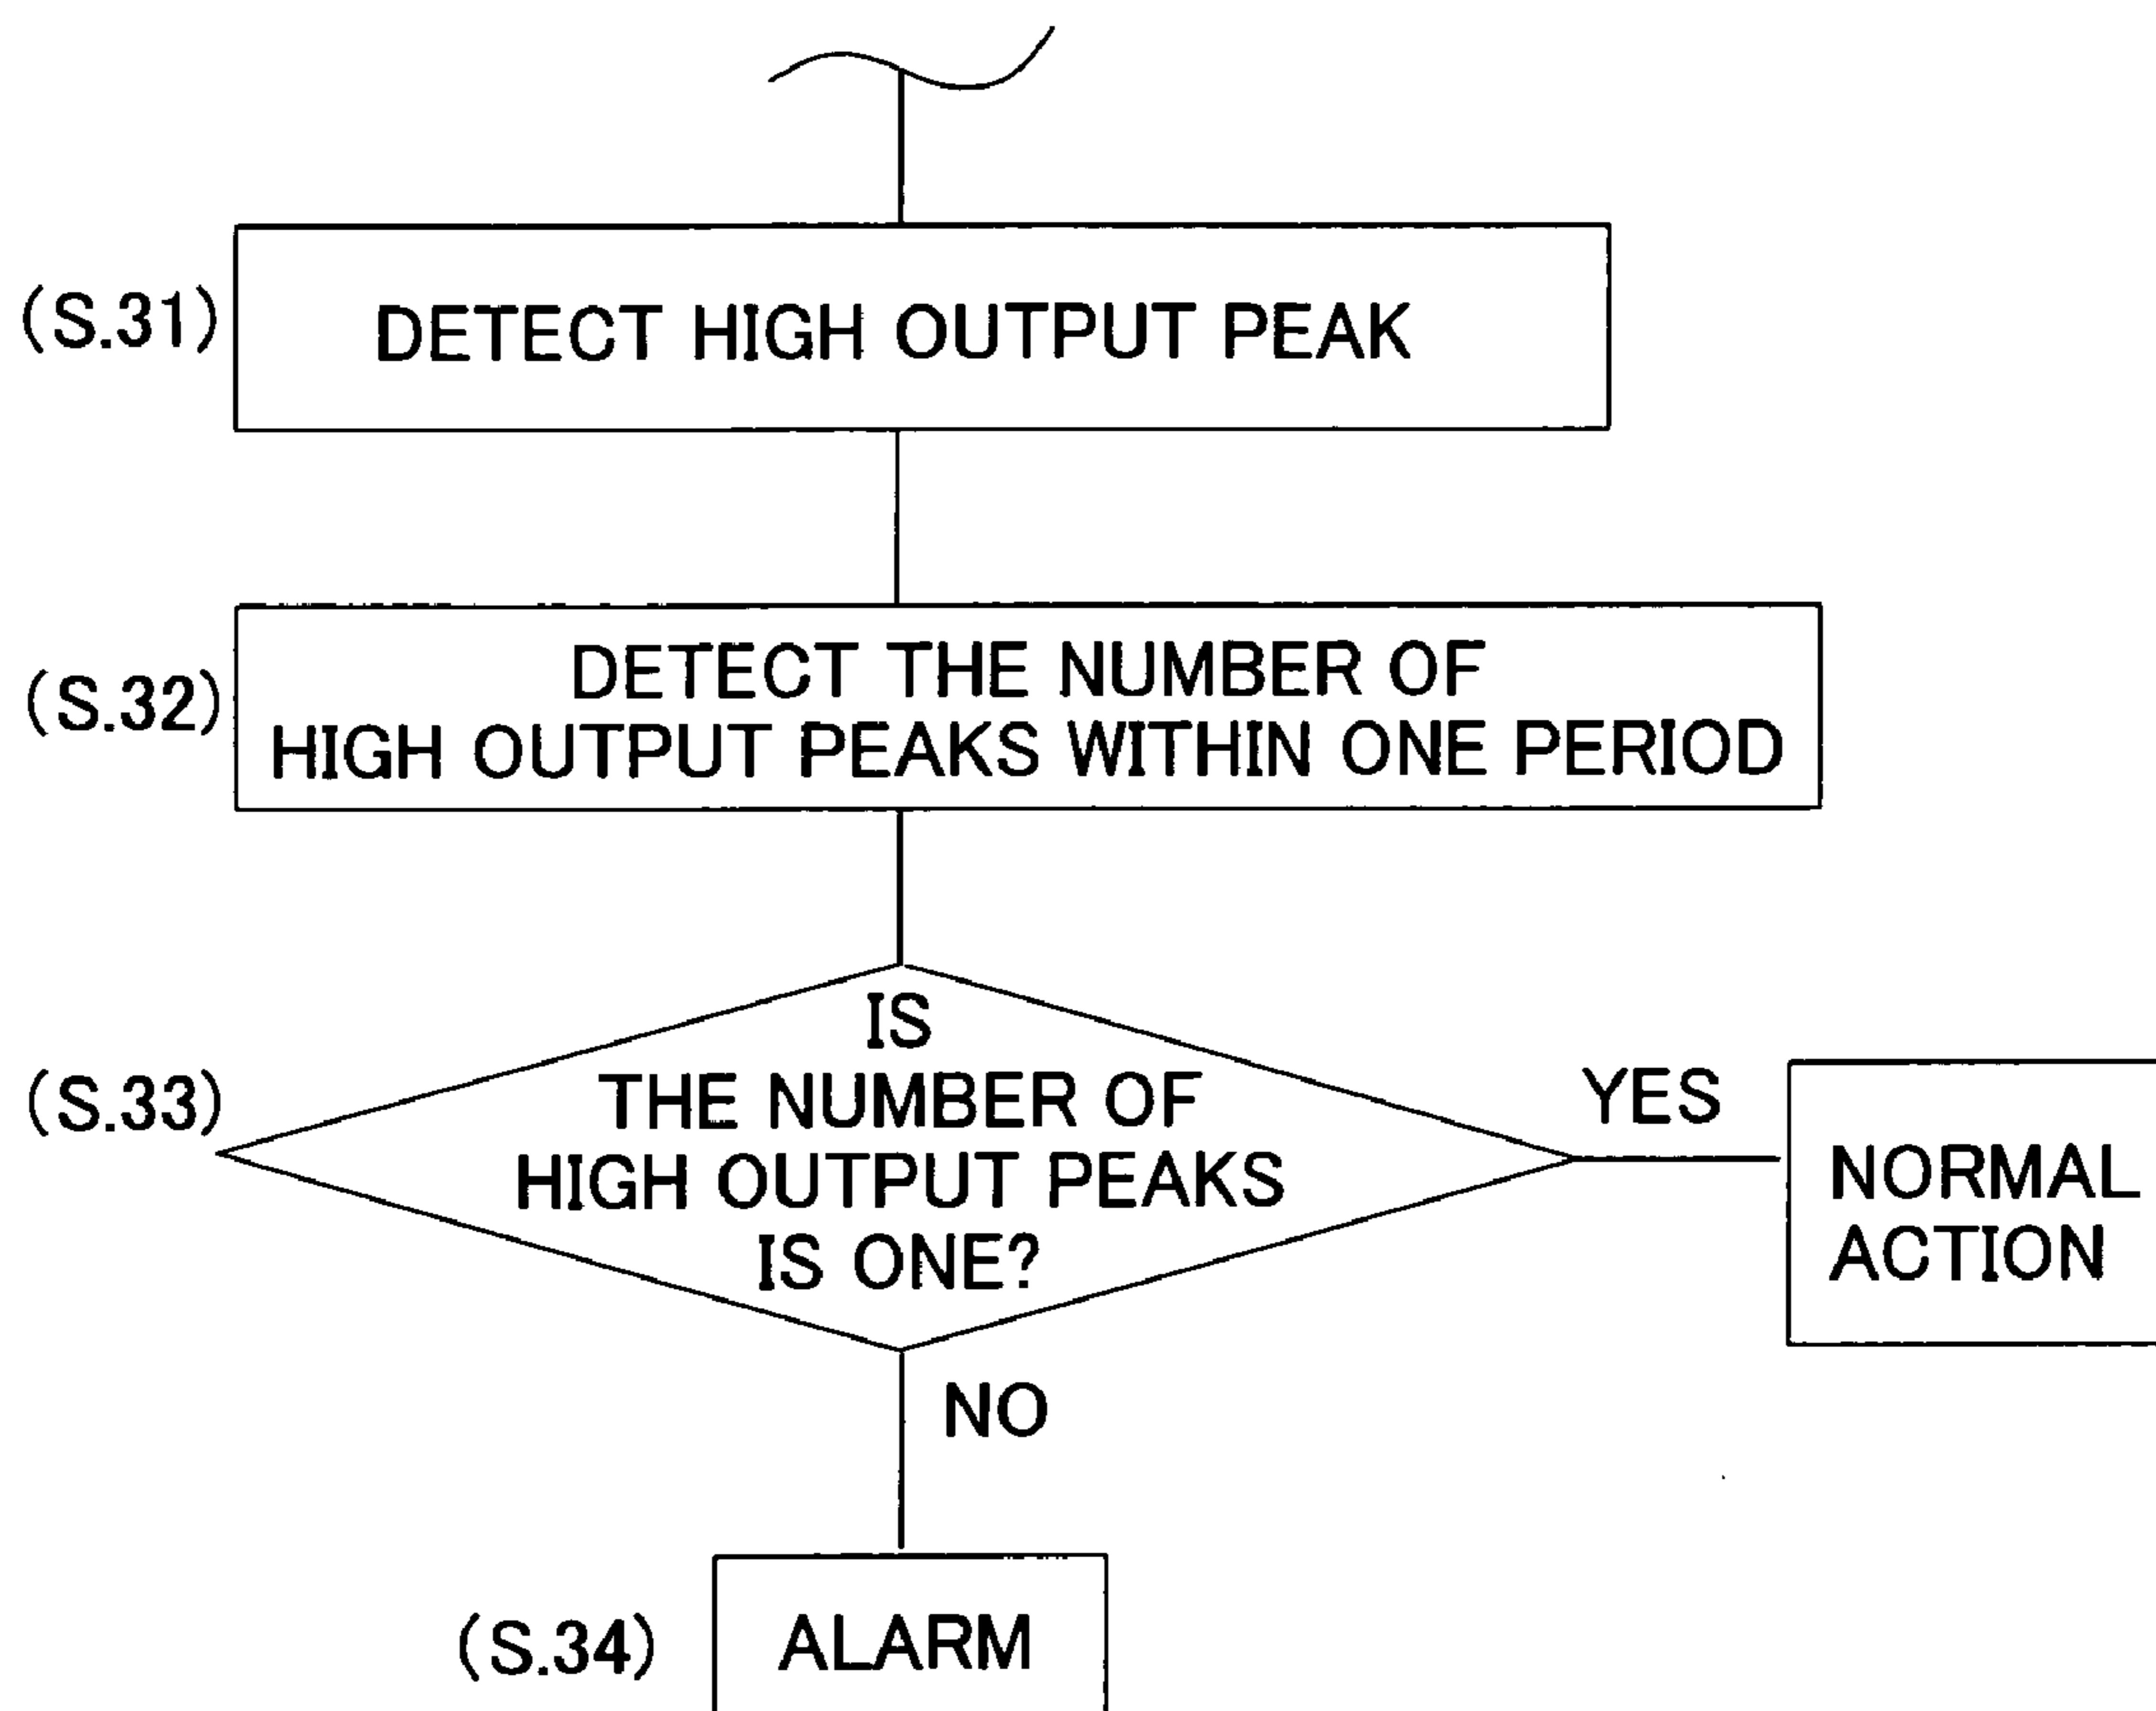 (S.31)
DETECT HIGH OUTPUT PEAK
(S.32)
DETECT THE NUMBER OF
HIGH OUTPUT PEAKS WITHIN ONE PERIOD
(S.33)
IS
THE NUMBER OF
HIGH OUTPUT PEAKS
IS ONE?
YES
NORMAL
ACTION
NO
(S.34)
ALARM